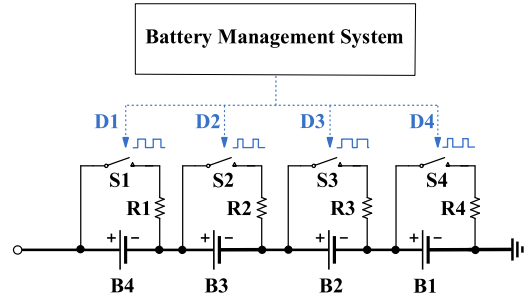 Battery Management System
D1 D2 D3 D4
S1 S2 S3 S4
R1 R2 R3 R4
+ − + − + − + −
B4 B3 B2 B1